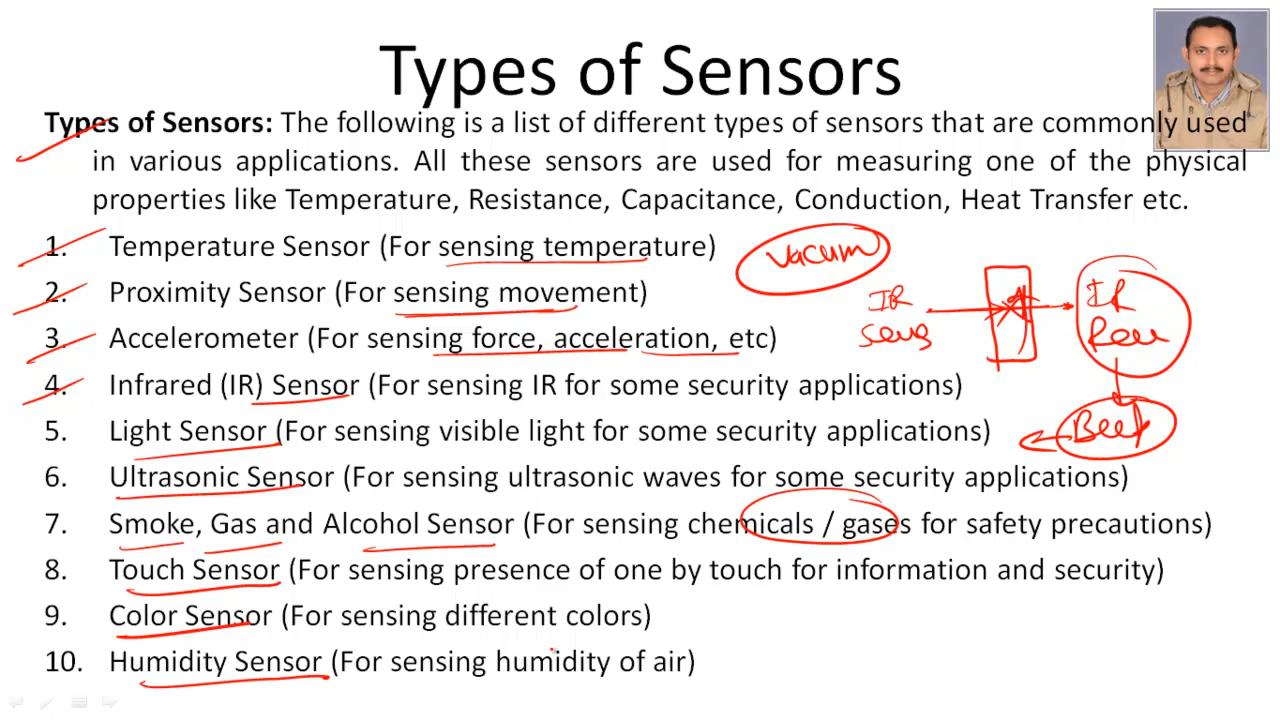 Types of Sensors
Types of Sensors: The following is a list of different types of sensors that are commonly used
in various applications. All these sensors are used for measuring one of the physical
properties like Temperature, Resistance, Capacitance, Conduction, Heat Transfer etc.
1. Temperature Sensor (For sensing temperature)
Vacum
2. Proximity Sensor (For sensing movement)
IR
IR
3. Accelerometer (For sensing force, acceleration, etc)
Sens
4. Infrared (IR) Sensor (For sensing IR for some security applications)
5. Light Sensor (For sensing visible light for some security applications)
Beep
6. Ultrasonic Sensor (For sensing ultrasonic waves for some security applications)
7. Smoke, Gas and Alcohol Sensor (For sensing chemicals / gases for safety precautions)
8. Touch Sensor (For sensing presence of one by touch for information and security)
9. Color Sensor (For sensing different colors)
10. Humidity Sensor (For sensing humidity of air)